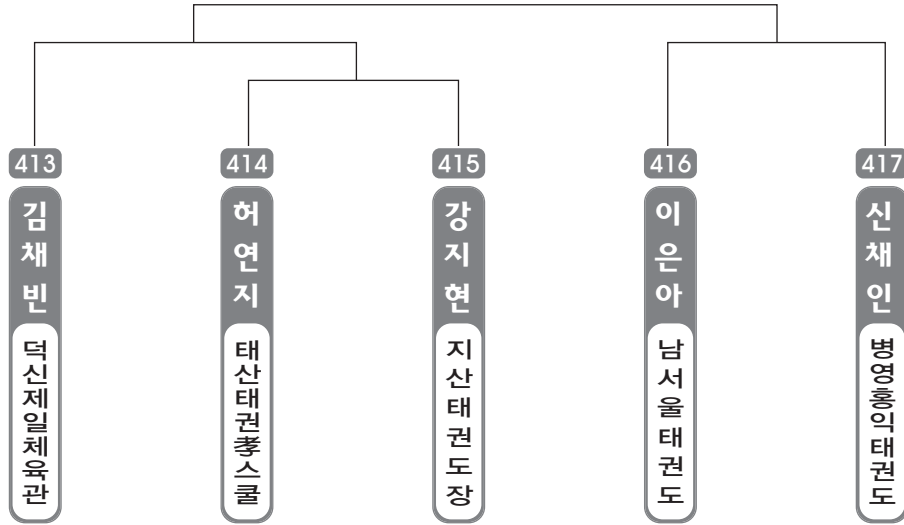 413
김채빈
덕신제일체육관
414
허연지
태산태권孝스쿨
415
강지현
지산태권도장
416
이은아
남서울태권도
417
신채인
병영홍익태권도